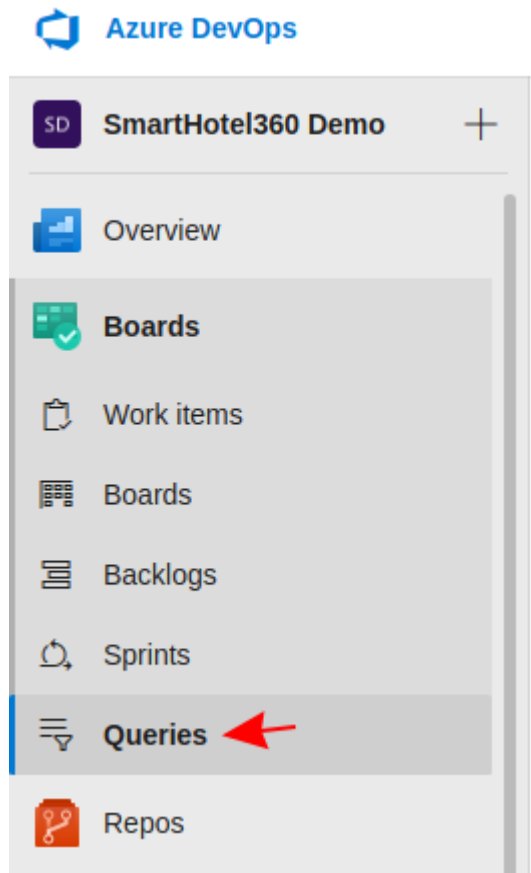 Azure DevOps
SD SmartHotel360 Demo
Overview
Boards
Work items
Boards
Backlogs
Sprints
Queries
Repos